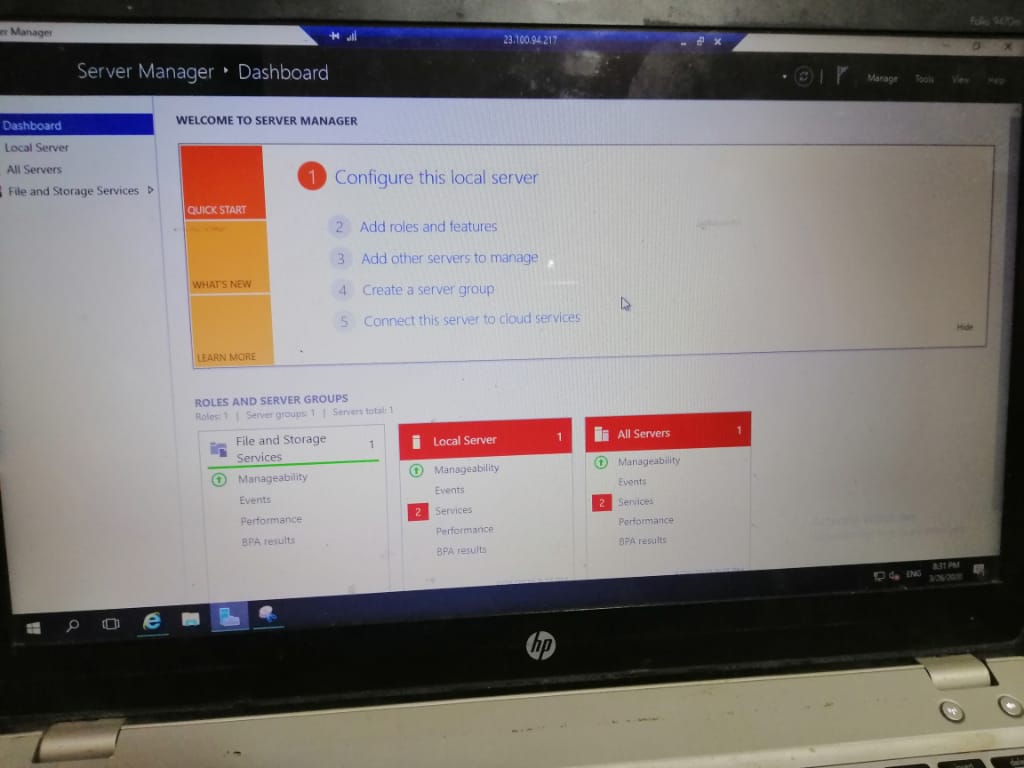 er Manager
23.100.94.217
Folio 9470m
Server Manager ‣ Dashboard
Manage Tools View Help
Dashboard
Local Server
All Servers
File and Storage Services
WELCOME TO SERVER MANAGER
QUICK START
WHAT'S NEW
LEARN MORE
1 Configure this local server
2 Add roles and features
3 Add other servers to manage
4 Create a server group
5 Connect this server to cloud services
Hide
ROLES AND SERVER GROUPS
Roles: 1 | Server groups: 1 | Servers total: 1
File and Storage Services 1
Manageability
Events
Performance
BPA results
Local Server 1
Manageability
Events
2 Services
Performance
BPA results
All Servers 1
Manageability
Events
2 Services
Performance
BPA results
ENG
8:31 PM
3/26/2020
hp
insert